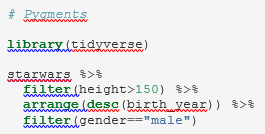 # Pygments
library(tidyverse)
starwars %>%
  filter(height>150) %>%
  arrange(desc(birth_year)) %>%
  filter(gender=="male")